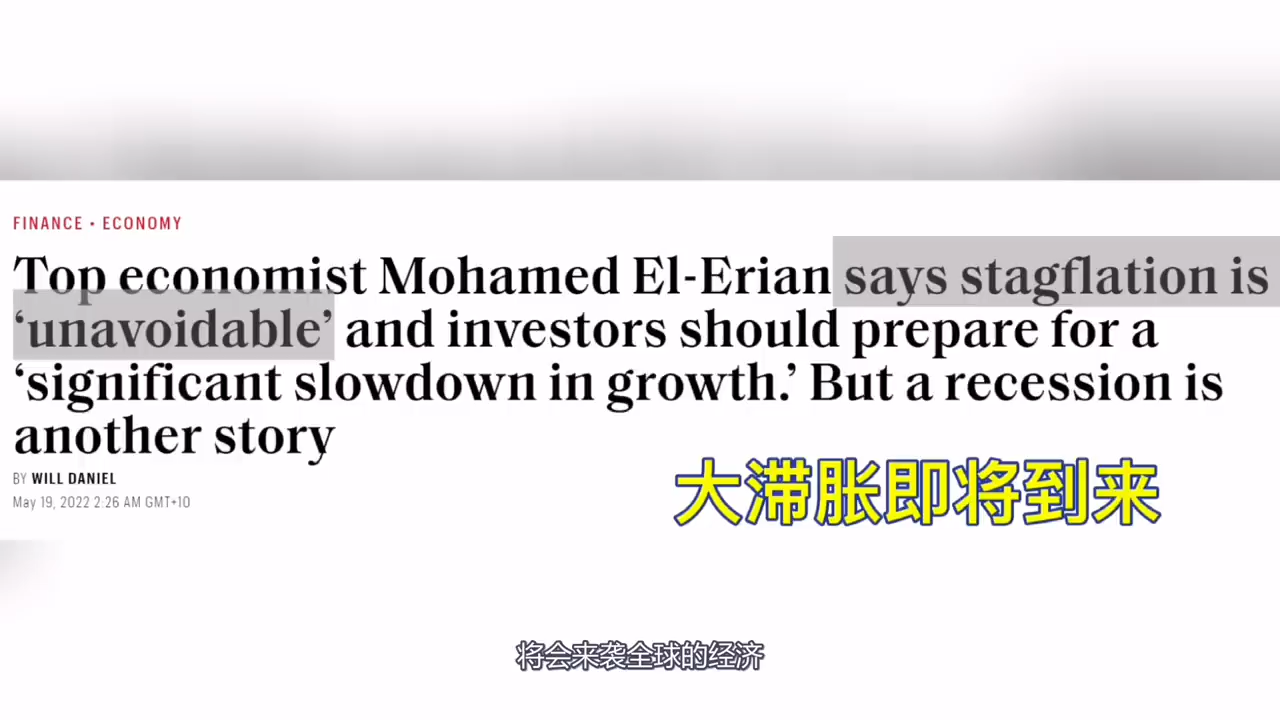 FINANCE • ECONOMY
Top economist Mohamed El-Erian says stagflation is
‘unavoidable’ and investors should prepare for a
‘significant slowdown in growth.’ But a recession is
another story
BY WILL DANIEL
May 19, 2022 2:26 AM GMT+10
大滞胀即将到来
将会来袭全球的经济